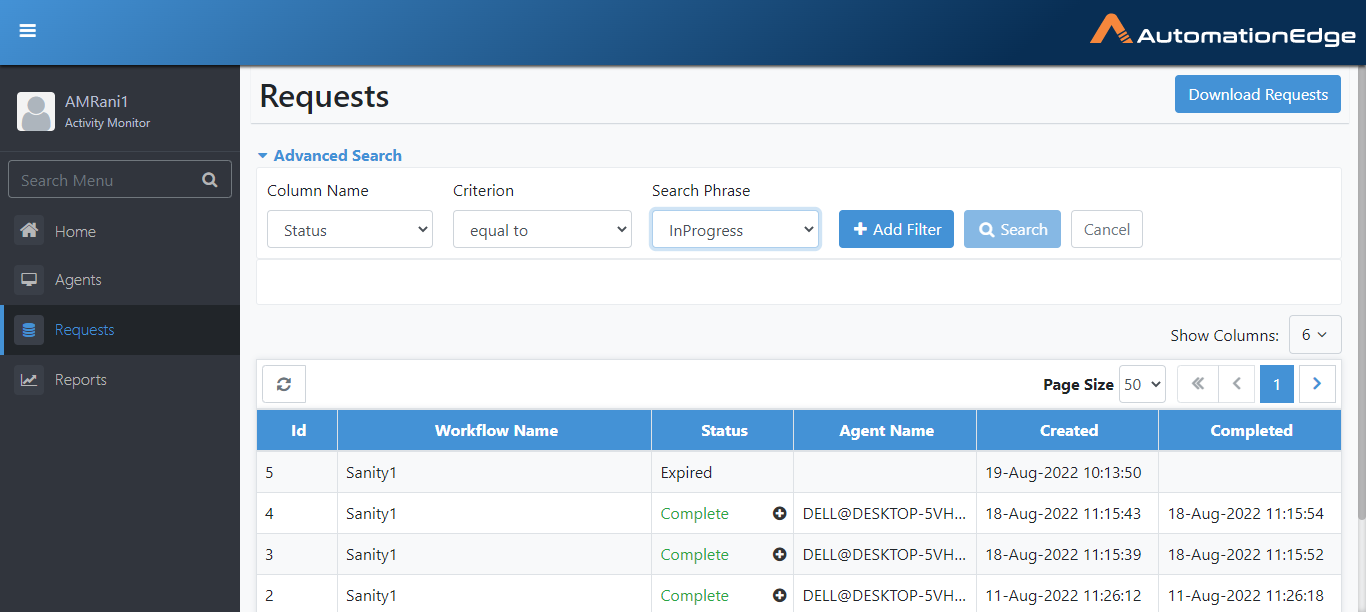 AutomationEdge
AMRani1
Activity Monitor
Search Menu
Home
Agents
Requests
Reports
Requests
Download Requests
Advanced Search
Column Name Criterion Search Phrase
Status equal to InProgress Add Filter Search Cancel
Show Columns: 6
Page Size 50 1
Id Workflow Name Status Agent Name Created Completed
5 Sanity1 Expired 19-Aug-2022 10:13:50
4 Sanity1 Complete DELL@DESKTOP-5VH... 18-Aug-2022 11:15:43 18-Aug-2022 11:15:54
3 Sanity1 Complete DELL@DESKTOP-5VH... 18-Aug-2022 11:15:39 18-Aug-2022 11:15:52
2 Sanity1 Complete DELL@DESKTOP-5VH... 11-Aug-2022 11:26:12 11-Aug-2022 11:26:18